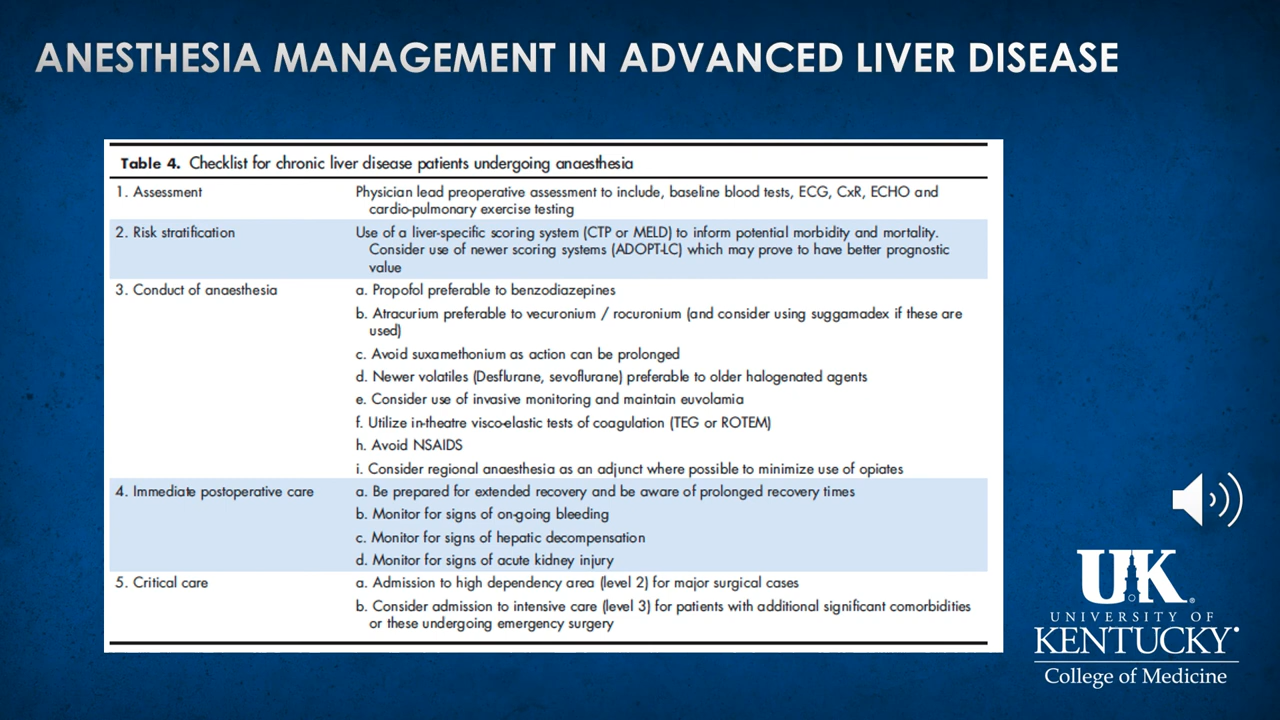 ANESTHESIA MANAGEMENT IN ADVANCED LIVER DISEASE
Table 4. Checklist for chronic liver disease patients undergoing anaesthesia
1. Assessment
Physician lead preoperative assessment to include, baseline blood tests, ECG, CxR, ECHO and
cardio-pulmonary exercise testing
2. Risk stratification
Use of a liver-specific scoring system (CTP or MELD) to inform potential morbidity and mortality.
Consider use of newer scoring systems (ADOPT-LC) which may prove to have better prognostic
value
3. Conduct of anaesthesia
a. Propofol preferable to benzodiazepines
b. Atracurium preferable to vecuronium / rocuronium (and consider using suggamadex if these are
used)
c. Avoid suxamethonium as action can be prolonged
d. Newer volatiles (Desflurane, sevoflurane) preferable to older halogenated agents
e. Consider use of invasive monitoring and maintain euvolamia
f. Utilize in-theatre visco-elastic tests of coagulation (TEG or ROTEM)
h. Avoid NSAIDS
i. Consider regional anaesthesia as an adjunct where possible to minimize use of opiates
4. Immediate postoperative care
a. Be prepared for extended recovery and be aware of prolonged recovery times
b. Monitor for signs of on-going bleeding
c. Monitor for signs of hepatic decompensation
d. Monitor for signs of acute kidney injury
5. Critical care
a. Admission to high dependency area (level 2) for major surgical cases
b. Consider admission to intensive care (level 3) for patients with additional significant comorbidities
or these undergoing emergency surgery
UK®
UNIVERSITY OF
KENTUCKY
College of Medicine